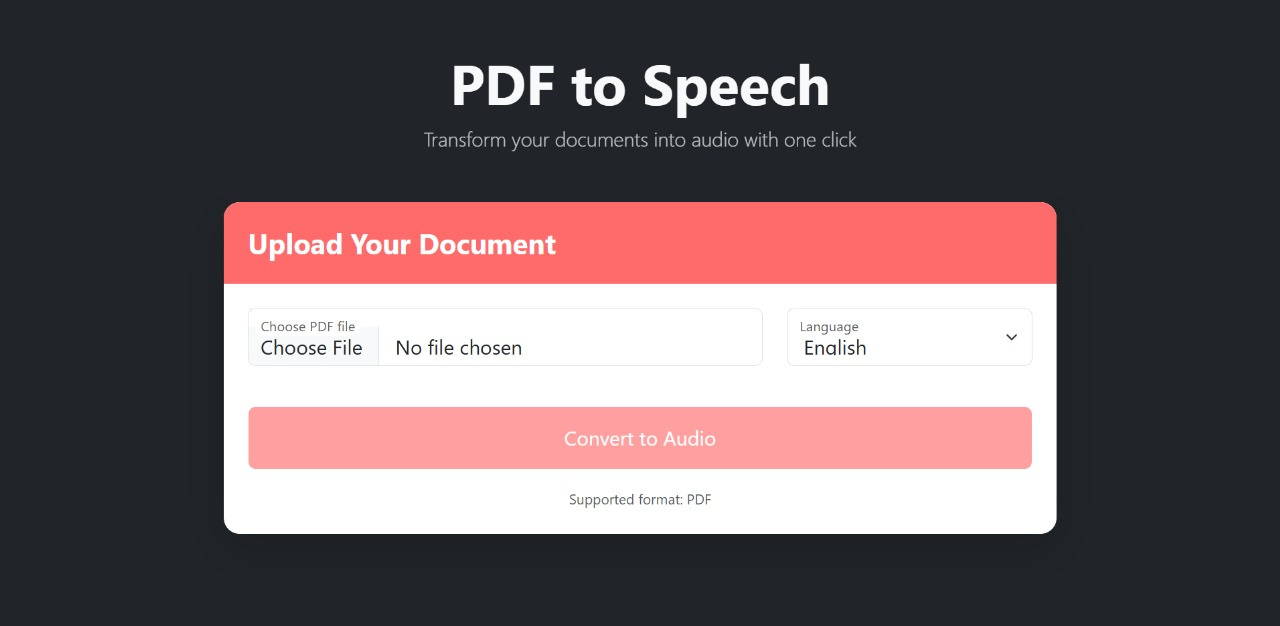 PDF to Speech
Transform your documents into audio with one click
Upload Your Document
Choose PDF file
Choose File No file chosen
Language
English
Convert to Audio
Supported format: PDF